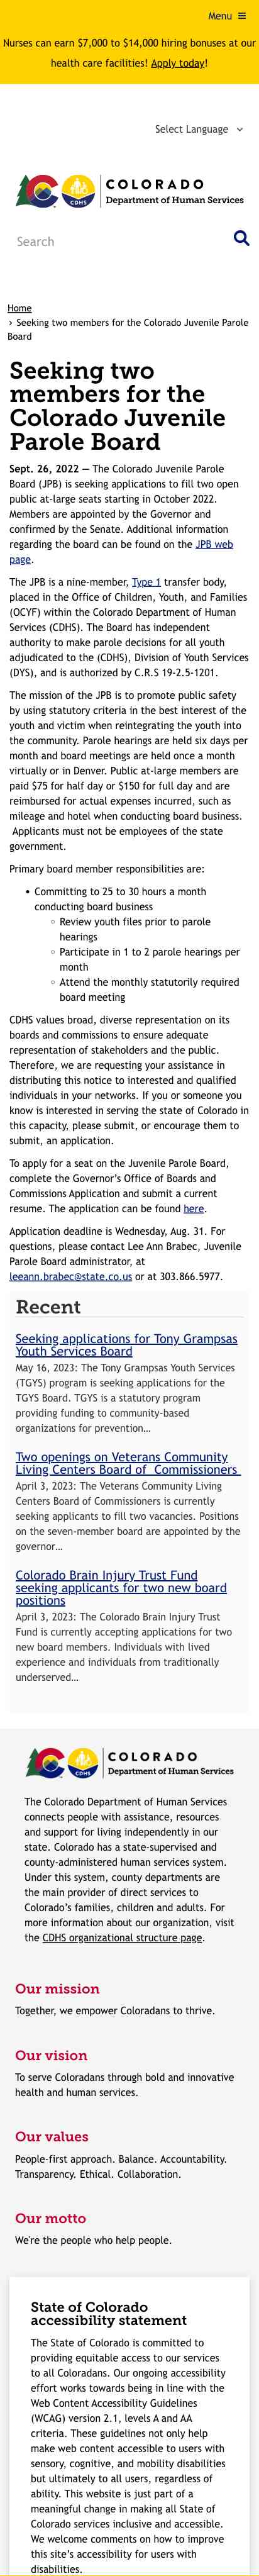 Menu ≡
Nurses can earn $7,000 to $14,000 hiring bonuses at our
health care facilities! Apply today!
Select Language
CDHS
COLORADO
Department of Human Services
Search
Home
› Seeking two members for the Colorado Juvenile Parole
Board
Seeking two
members for the
Colorado Juvenile
Parole Board
Sept. 26, 2022 — The Colorado Juvenile Parole
Board (JPB) is seeking applications to fill two open
public at-large seats starting in October 2022.
Members are appointed by the Governor and
confirmed by the Senate. Additional information
regarding the board can be found on the JPB web
page.
The JPB is a nine-member, Type 1 transfer body,
placed in the Office of Children, Youth, and Families
(OCYF) within the Colorado Department of Human
Services (CDHS). The Board has independent
authority to make parole decisions for all youth
adjudicated to the (CDHS), Division of Youth Services
(DYS), and is authorized by C.R.S 19-2.5-1201.
The mission of the JPB is to promote public safety
by using statutory criteria in the best interest of the
youth and victim when reintegrating the youth into
the community. Parole hearings are held six days per
month and board meetings are held once a month
virtually or in Denver. Public at-large members are
paid $75 for half day or $150 for full day and are
reimbursed for actual expenses incurred, such as
mileage and hotel when conducting board business.
Applicants must not be employees of the state
government.
Primary board member responsibilities are:
• Committing to 25 to 30 hours a month
conducting board business
◦ Review youth files prior to parole
hearings
◦ Participate in 1 to 2 parole hearings per
month
◦ Attend the monthly statutorily required
board meeting
CDHS values broad, diverse representation on its
boards and commissions to ensure adequate
representation of stakeholders and the public.
Therefore, we are requesting your assistance in
distributing this notice to interested and qualified
individuals in your networks. If you or someone you
know is interested in serving the state of Colorado in
this capacity, please submit, or encourage them to
submit, an application.
To apply for a seat on the Juvenile Parole Board,
complete the Governor's Office of Boards and
Commissions Application and submit a current
resume. The application can be found here.
Application deadline is Wednesday, Aug. 31. For
questions, please contact Lee Ann Brabec, Juvenile
Parole Board administrator, at
leeann.brabec@state.co.us or at 303.866.5977.
Recent
Seeking applications for Tony Grampsas
Youth Services Board
May 16, 2023: The Tony Grampsas Youth Services
(TGYS) program is seeking applications for the
TGYS Board. TGYS is a statutory program
providing funding to community-based
organizations for prevention…
Two openings on Veterans Community
Living Centers Board of Commissioners
April 3, 2023: The Veterans Community Living
Centers Board of Commissioners is currently
seeking applicants to fill two vacancies. Positions
on the seven-member board are appointed by the
governor…
Colorado Brain Injury Trust Fund
seeking applicants for two new board
positions
April 3, 2023: The Colorado Brain Injury Trust
Fund is currently accepting applications for two
new board members. Individuals with lived
experience and individuals from traditionally
underserved…
CDHS
COLORADO
Department of Human Services
The Colorado Department of Human Services
connects people with assistance, resources
and support for living independently in our
state. Colorado has a state-supervised and
county-administered human services system.
Under this system, county departments are
the main provider of direct services to
Colorado's families, children and adults. For
more information about our organization, visit
the CDHS organizational structure page.
Our mission
Together, we empower Coloradans to thrive.
Our vision
To serve Coloradans through bold and innovative
health and human services.
Our values
People-first approach. Balance. Accountability.
Transparency. Ethical. Collaboration.
Our motto
We're the people who help people.
State of Colorado
accessibility statement
The State of Colorado is committed to
providing equitable access to our services
to all Coloradans. Our ongoing accessibility
effort works towards being in line with the
Web Content Accessibility Guidelines
(WCAG) version 2.1, levels A and AA
criteria. These guidelines not only help
make web content accessible to users with
sensory, cognitive, and mobility disabilities
but ultimately to all users, regardless of
ability. This website is just part of a
meaningful change in making all State of
Colorado services inclusive and accessible.
We welcome comments on how to improve
this site's accessibility for users with
disabilities.